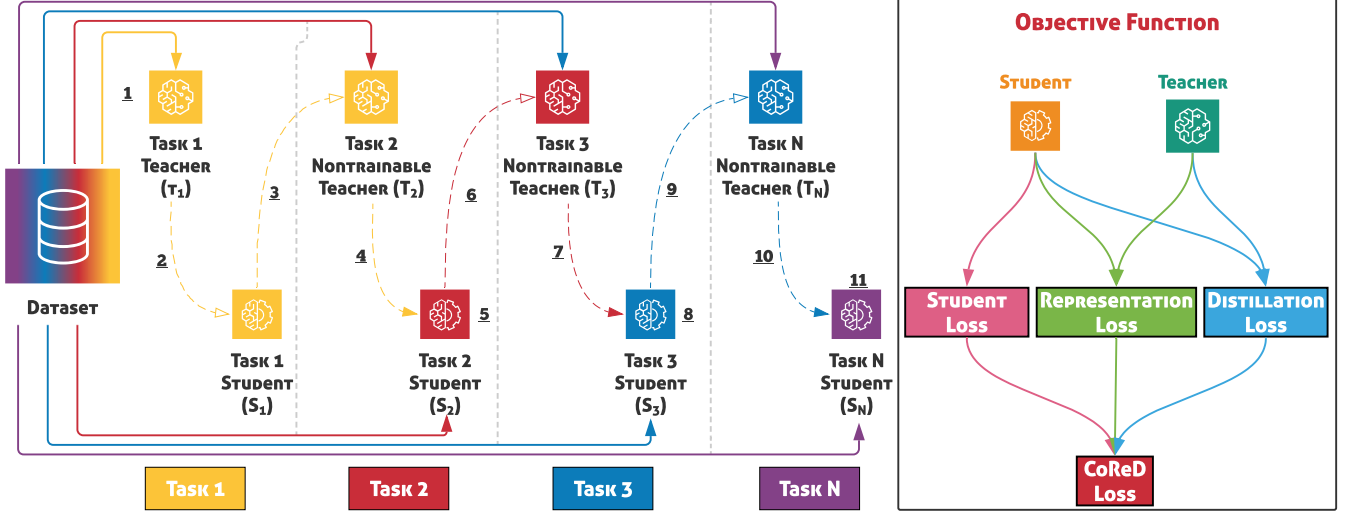 1
Task 1
Teacher
(T1)
2
Dataset
3
Task 1
Student
(S1)
Task 2
Nontrainable
Teacher (T2)
4
5
Task 2
Student
(S2)
6
Task 3
Nontrainable
Teacher (T3)
7
8
Task 3
Student
(S3)
9
Task N
Nontrainable
Teacher (TN)
10
11
Task N
Student
(SN)
Task 1
Task 2
Task 3
Task N
Objective Function
Student
Teacher
Student
Loss
Representation
Loss
Distillation
Loss
CoReD
Loss